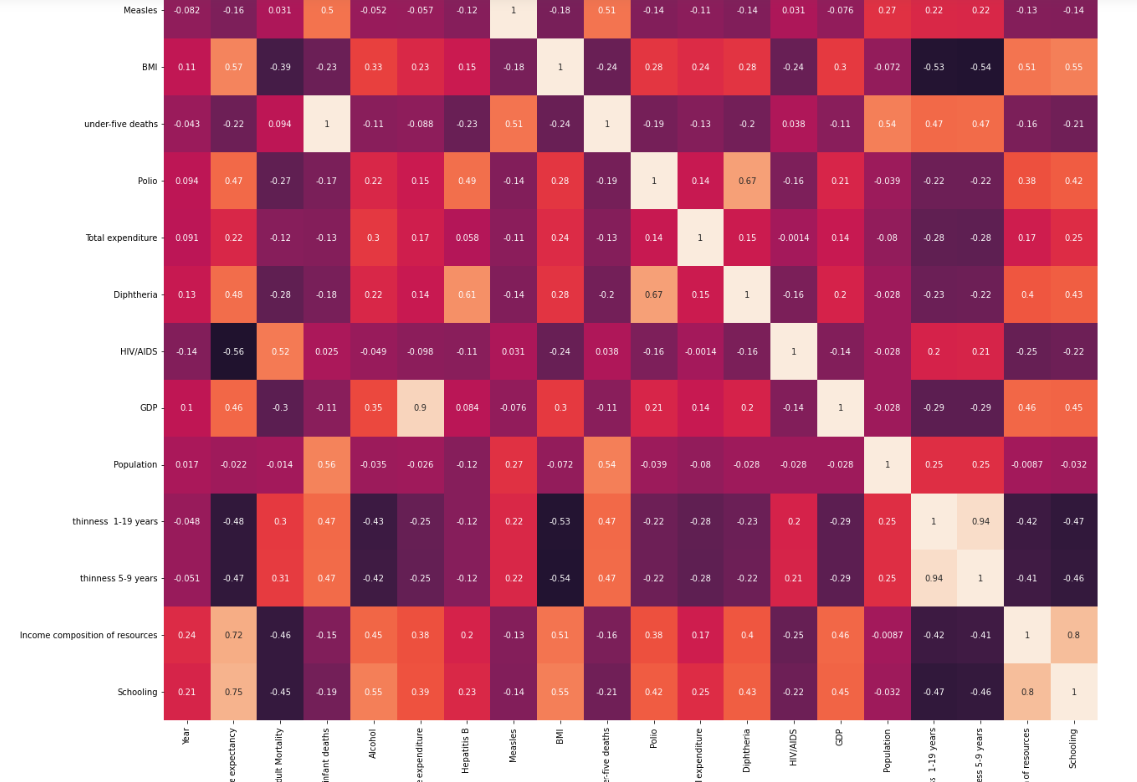 Measles -0.082 -0.16 0.031 0.5 -0.052 -0.057 -0.12 1 -0.18 0.51 -0.14 -0.11 -0.14 0.031 -0.076 0.27 0.22 0.22 -0.13 -0.14
BMI 0.11 0.57 -0.39 -0.23 0.33 0.23 0.15 -0.18 1 -0.24 0.28 0.24 0.28 -0.24 0.3 -0.072 -0.53 -0.54 0.51 0.55
under-five deaths -0.043 -0.22 0.094 1 -0.11 -0.088 -0.23 0.51 -0.24 1 -0.19 -0.13 -0.2 0.038 -0.11 0.54 0.47 0.47 -0.16 -0.21
Polio 0.094 0.47 -0.27 -0.17 0.22 0.15 0.49 -0.14 0.28 -0.19 1 0.14 0.67 -0.16 0.21 -0.039 -0.22 -0.22 0.38 0.42
Total expenditure 0.091 0.22 -0.12 -0.13 0.3 0.17 0.058 -0.11 0.24 -0.13 0.14 1 0.15 -0.0014 0.14 -0.08 -0.28 -0.28 0.17 0.25
Diphtheria 0.13 0.48 -0.28 -0.18 0.22 0.14 0.61 -0.14 0.28 -0.2 0.67 0.15 1 -0.16 0.2 -0.028 -0.23 -0.22 0.4 0.43
HIV/AIDS -0.14 -0.56 0.52 0.025 -0.049 -0.098 -0.11 0.031 -0.24 0.038 -0.16 -0.0014 -0.16 1 -0.14 -0.028 0.2 0.21 -0.25 -0.22
GDP 0.1 0.46 -0.3 -0.11 0.35 0.9 0.084 -0.076 0.3 -0.11 0.21 0.14 0.2 -0.14 1 -0.028 -0.29 -0.29 0.46 0.45
Population 0.017 -0.022 -0.014 0.56 -0.035 -0.026 -0.12 0.27 -0.072 0.54 -0.039 -0.08 -0.028 -0.028 -0.028 1 0.25 0.25 -0.0087 -0.032
thinness 1-19 years -0.048 -0.48 0.3 0.47 -0.43 -0.25 -0.12 0.22 -0.53 0.47 -0.22 -0.28 -0.23 0.2 -0.29 0.25 1 0.94 -0.42 -0.47
thinness 5-9 years -0.051 -0.47 0.31 0.47 -0.42 -0.25 -0.12 0.22 -0.54 0.47 -0.22 -0.28 -0.22 0.21 -0.29 0.25 0.94 1 -0.41 -0.46
Income composition of resources 0.24 0.72 -0.46 -0.15 0.45 0.38 0.2 -0.13 0.51 -0.16 0.38 0.17 0.4 -0.25 0.46 -0.0087 -0.42 -0.41 1 0.8
Schooling 0.21 0.75 -0.45 -0.19 0.55 0.39 0.23 -0.14 0.55 -0.21 0.42 0.25 0.43 -0.22 0.45 -0.032 -0.47 -0.46 0.8 1
Year
e expectancy
dult Mortality
infant deaths
Alcohol
e expenditure
Hepatitis B
Measles
BMI
r-five deaths
Polio
l expenditure
Diphtheria
HIV/AIDS
GDP
Population
s 1-19 years
ess 5-9 years
of resources
Schooling